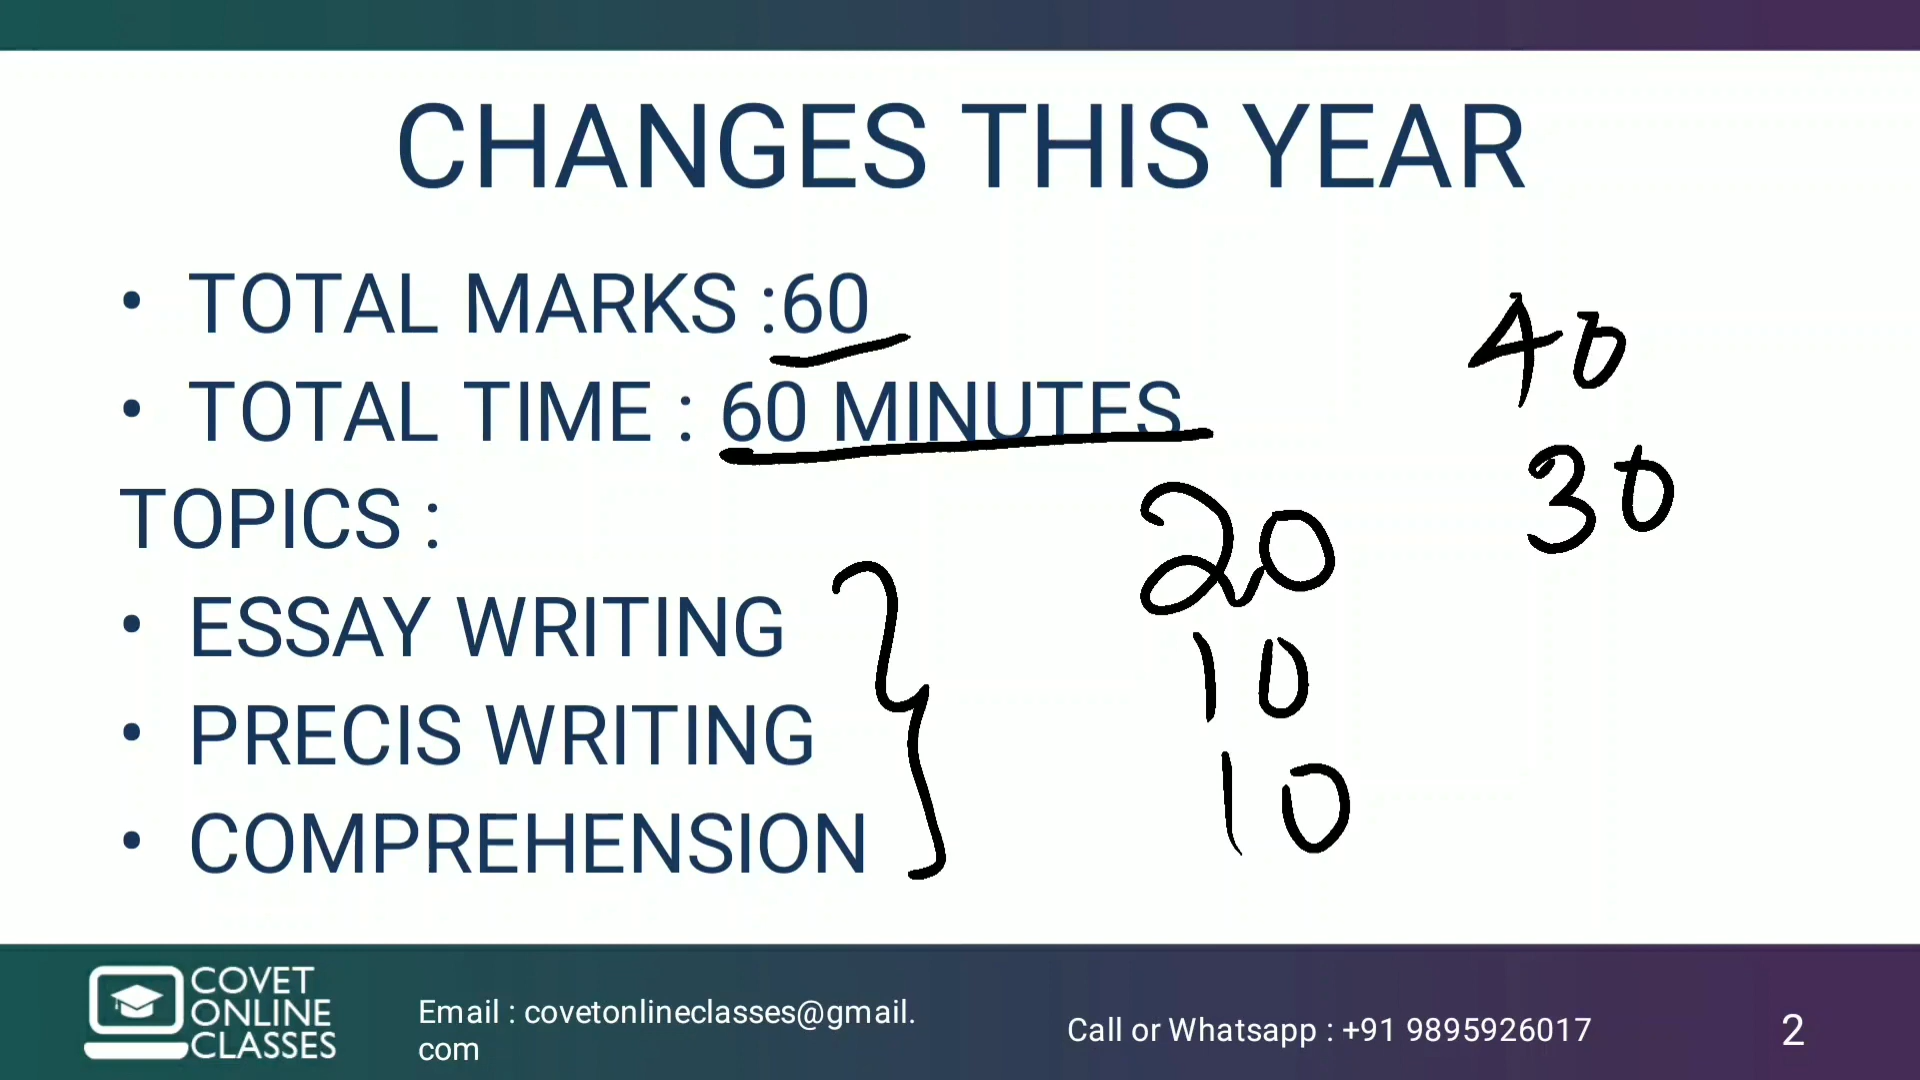 CHANGES THIS YEAR
• TOTAL MARKS :60
• TOTAL TIME : 60 MINUTES
TOPICS :
• ESSAY WRITING
• PRECIS WRITING
• COMPREHENSION
40
30
20
10
10
COVET
ONLINE
CLASSES
Email : covetonlineclasses@gmail.
com
Call or Whatsapp : +91 9895926017
2